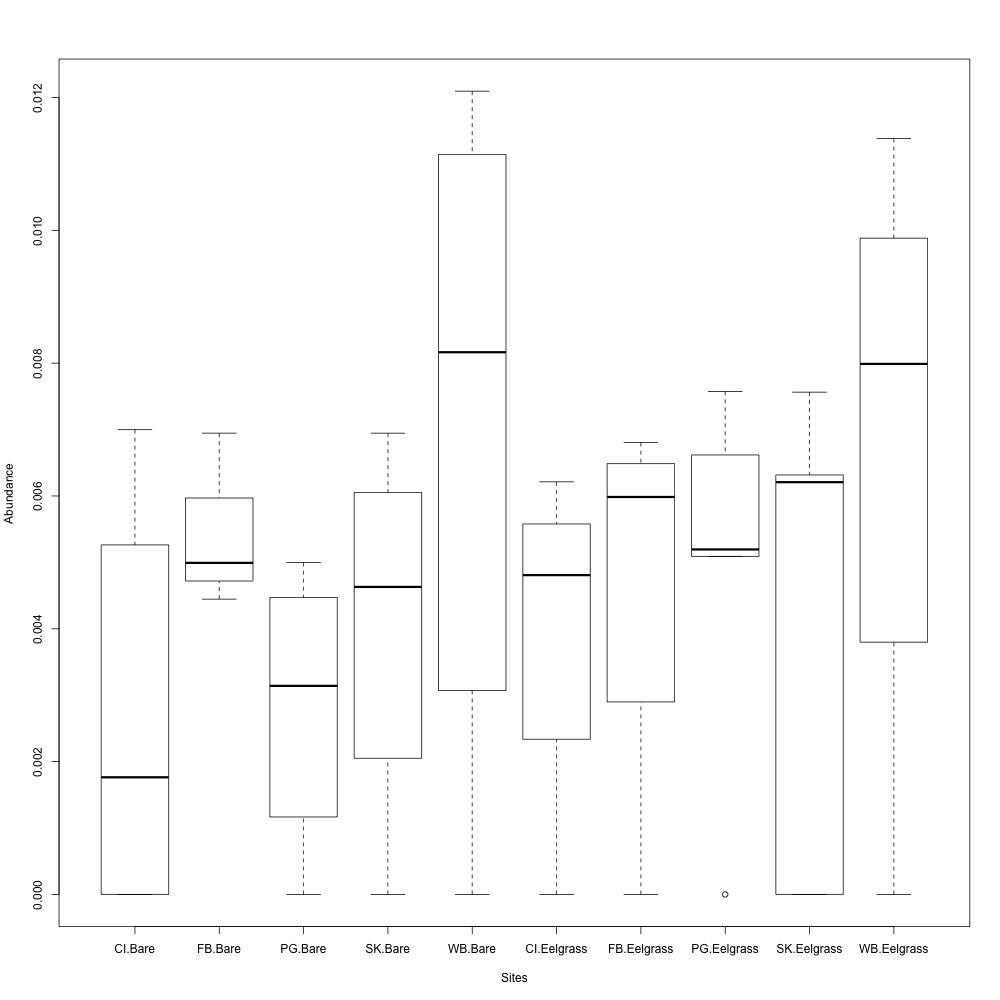 Abundance
0.012
0.010
0.008
0.006
0.004
0.002
0.000
CI.Bare FB.Bare PG.Bare SK.Bare WB.Bare CI.Eelgrass FB.Eelgrass PG.Eelgrass SK.Eelgrass WB.Eelgrass
Sites